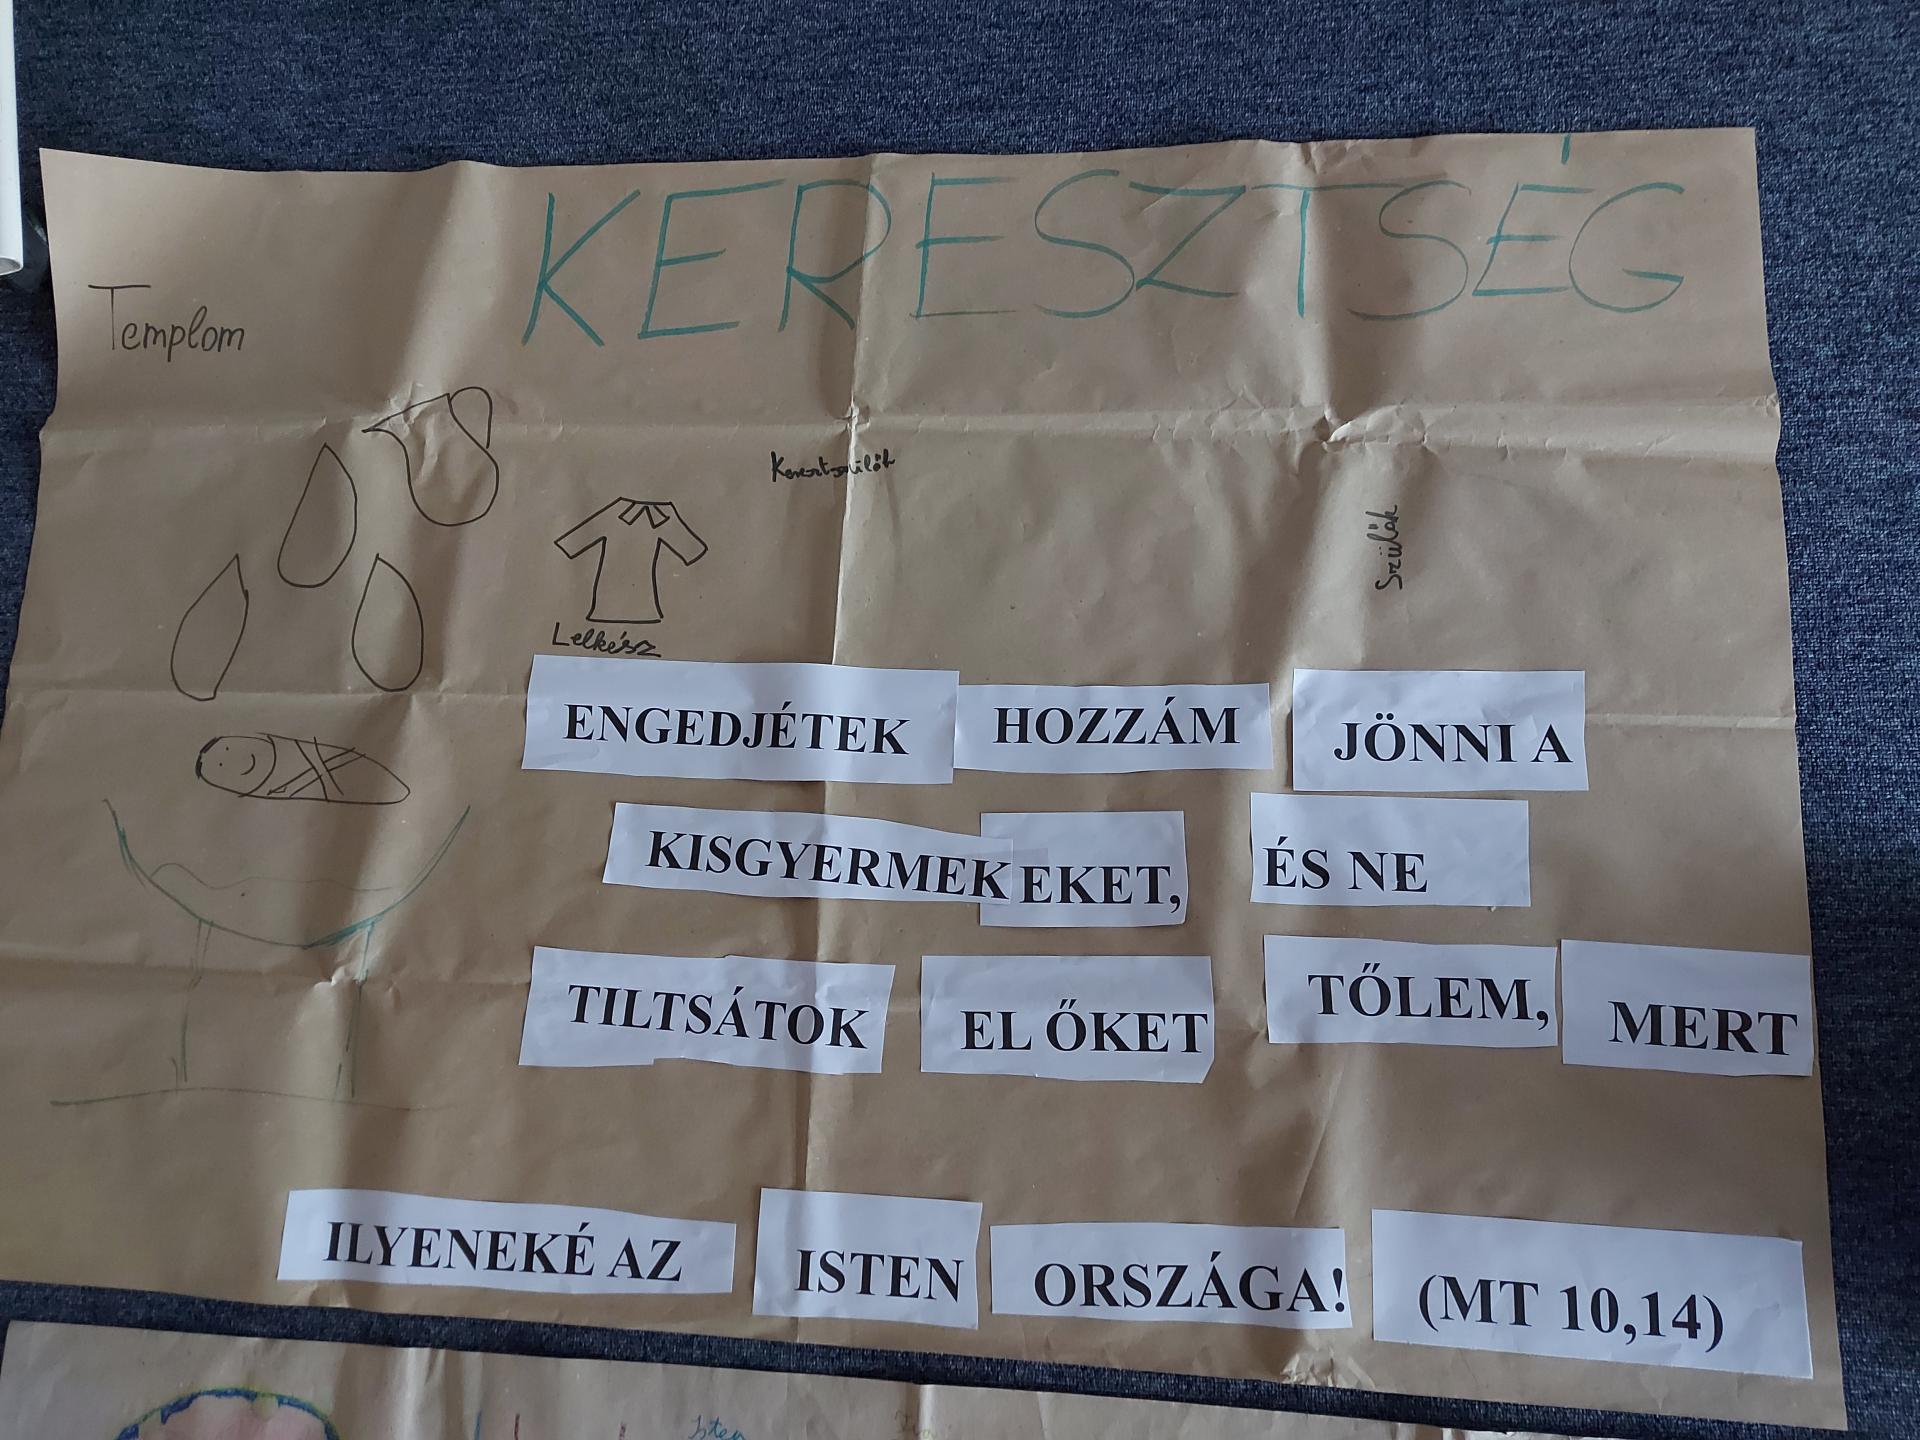 KERESZTSÉG
Templom
Keresztszülők
Szülők
Lelkész
ENGEDJÉTEK HOZZÁM JÖNNI A
KISGYERMEKEKET, ÉS NE
TILTSÁTOK EL ŐKET TŐLEM, MERT
ILYENEKÉ AZ ISTEN ORSZÁGA! (MT 10,14)
Isten